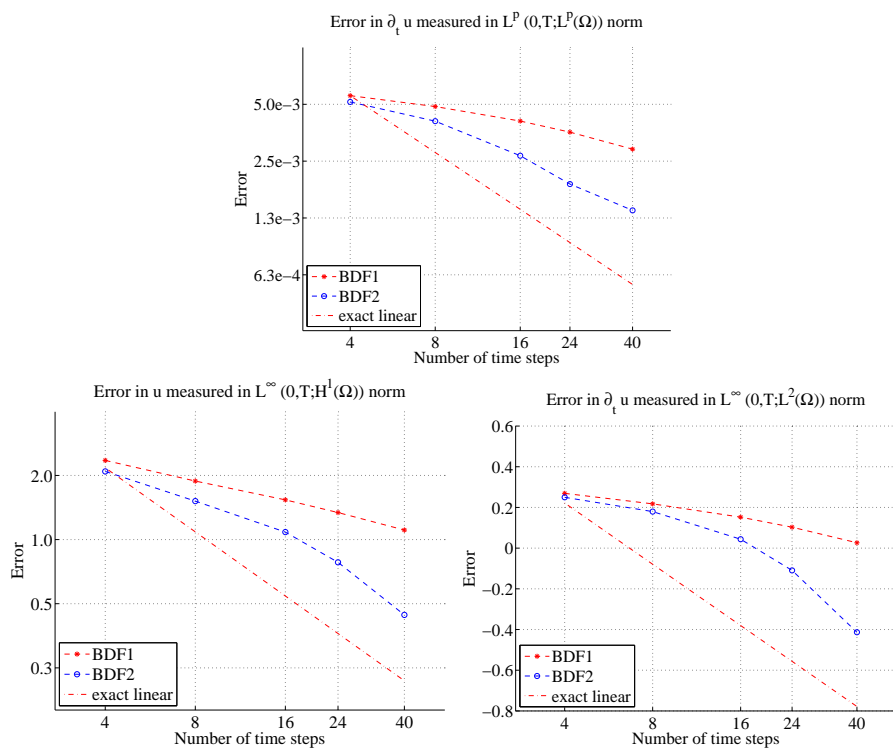 Error in ∂t u measured in L^p (0,T;L^p(Ω)) norm
5.0e−3
2.5e−3
1.3e−3
6.3e−4
Error
BDF1
BDF2
exact linear
4 8 16 24 40
Number of time steps
Error in u measured in L^∞ (0,T;H^1(Ω)) norm
2.0
1.0
0.5
0.3
Error
BDF1
BDF2
exact linear
4 8 16 24 40
Number of time steps
Error in ∂t u measured in L^∞ (0,T;L^2(Ω)) norm
0.6
0.4
0.2
0
−0.2
−0.4
−0.6
−0.8
Error
BDF1
BDF2
exact linear
4 8 16 24 40
Number of time steps